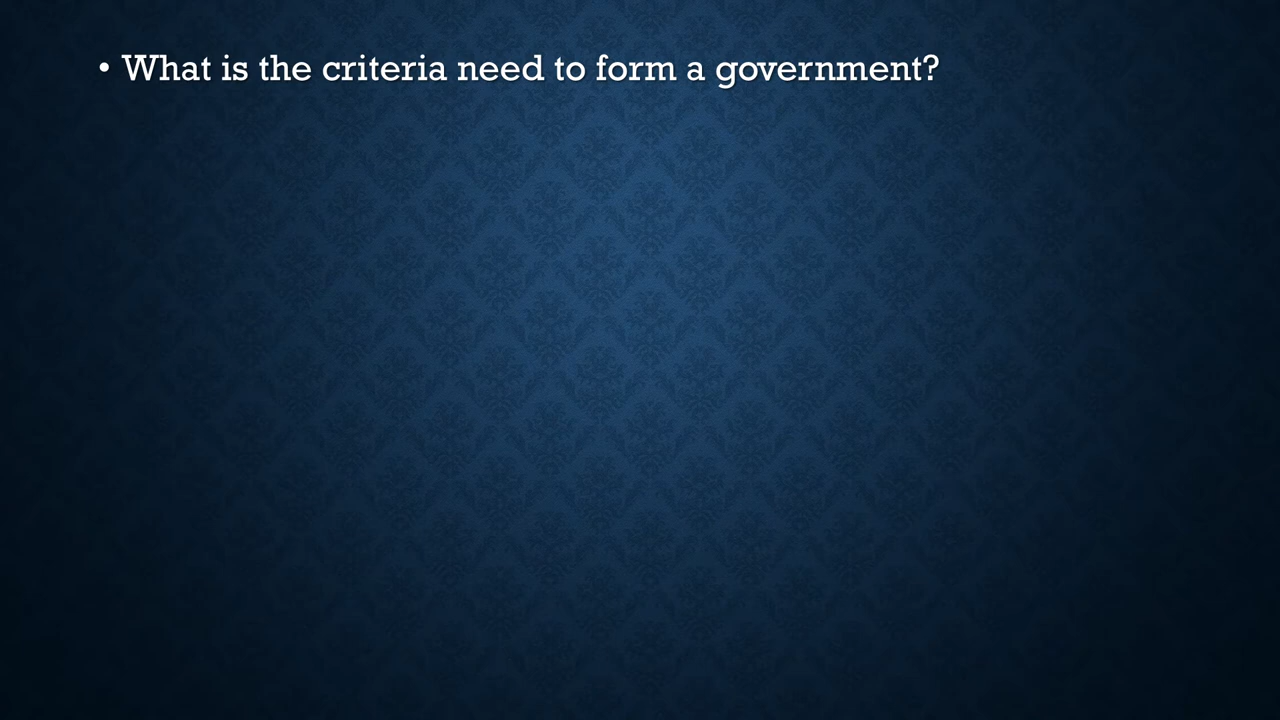 • What is the criteria need to form a government?